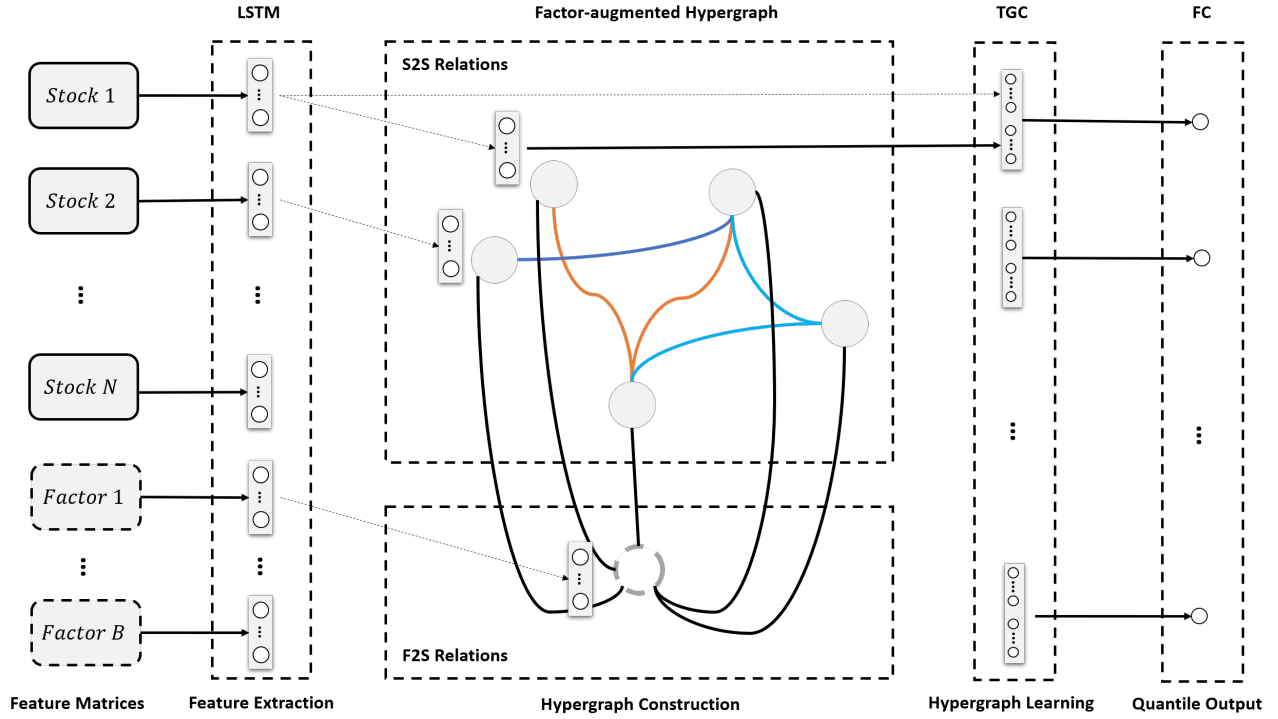 LSTM
Factor-augmented Hypergraph
TGC
FC
S2S Relations
Stock 1
Stock 2
Stock N
Factor 1
Factor B
F2S Relations
Feature Matrices
Feature Extraction
Hypergraph Construction
Hypergraph Learning
Quantile Output